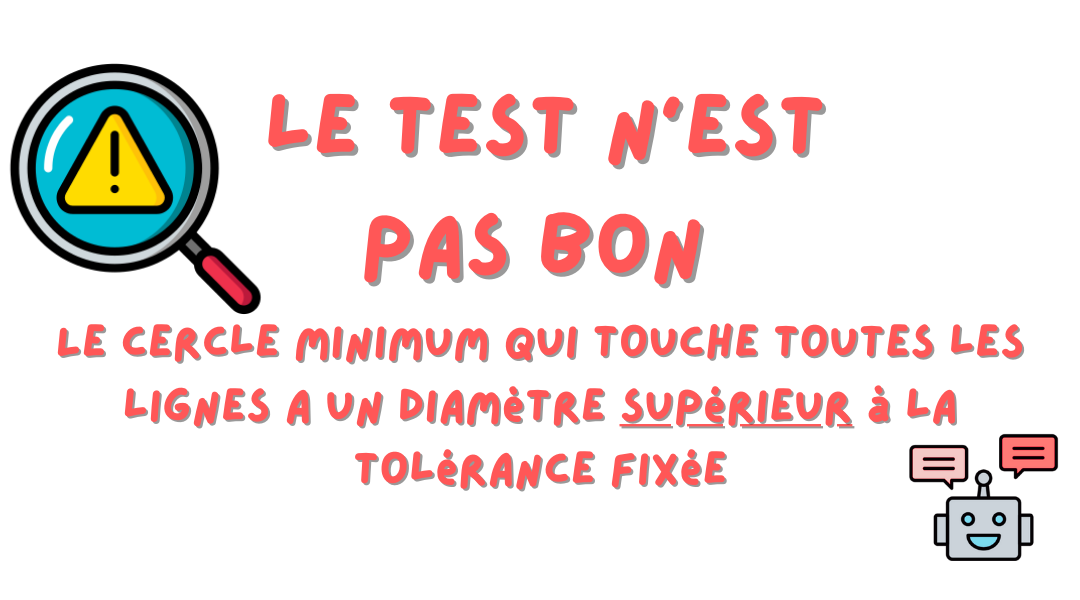 LE TEST N'EST
PAS BON
LE CERCLE MINIMUM QUI TOUCHE TOUTES LES
LIGNES A UN DIAMèTRE SUPéRIEUR à LA
TOLéRANCE FIXéE